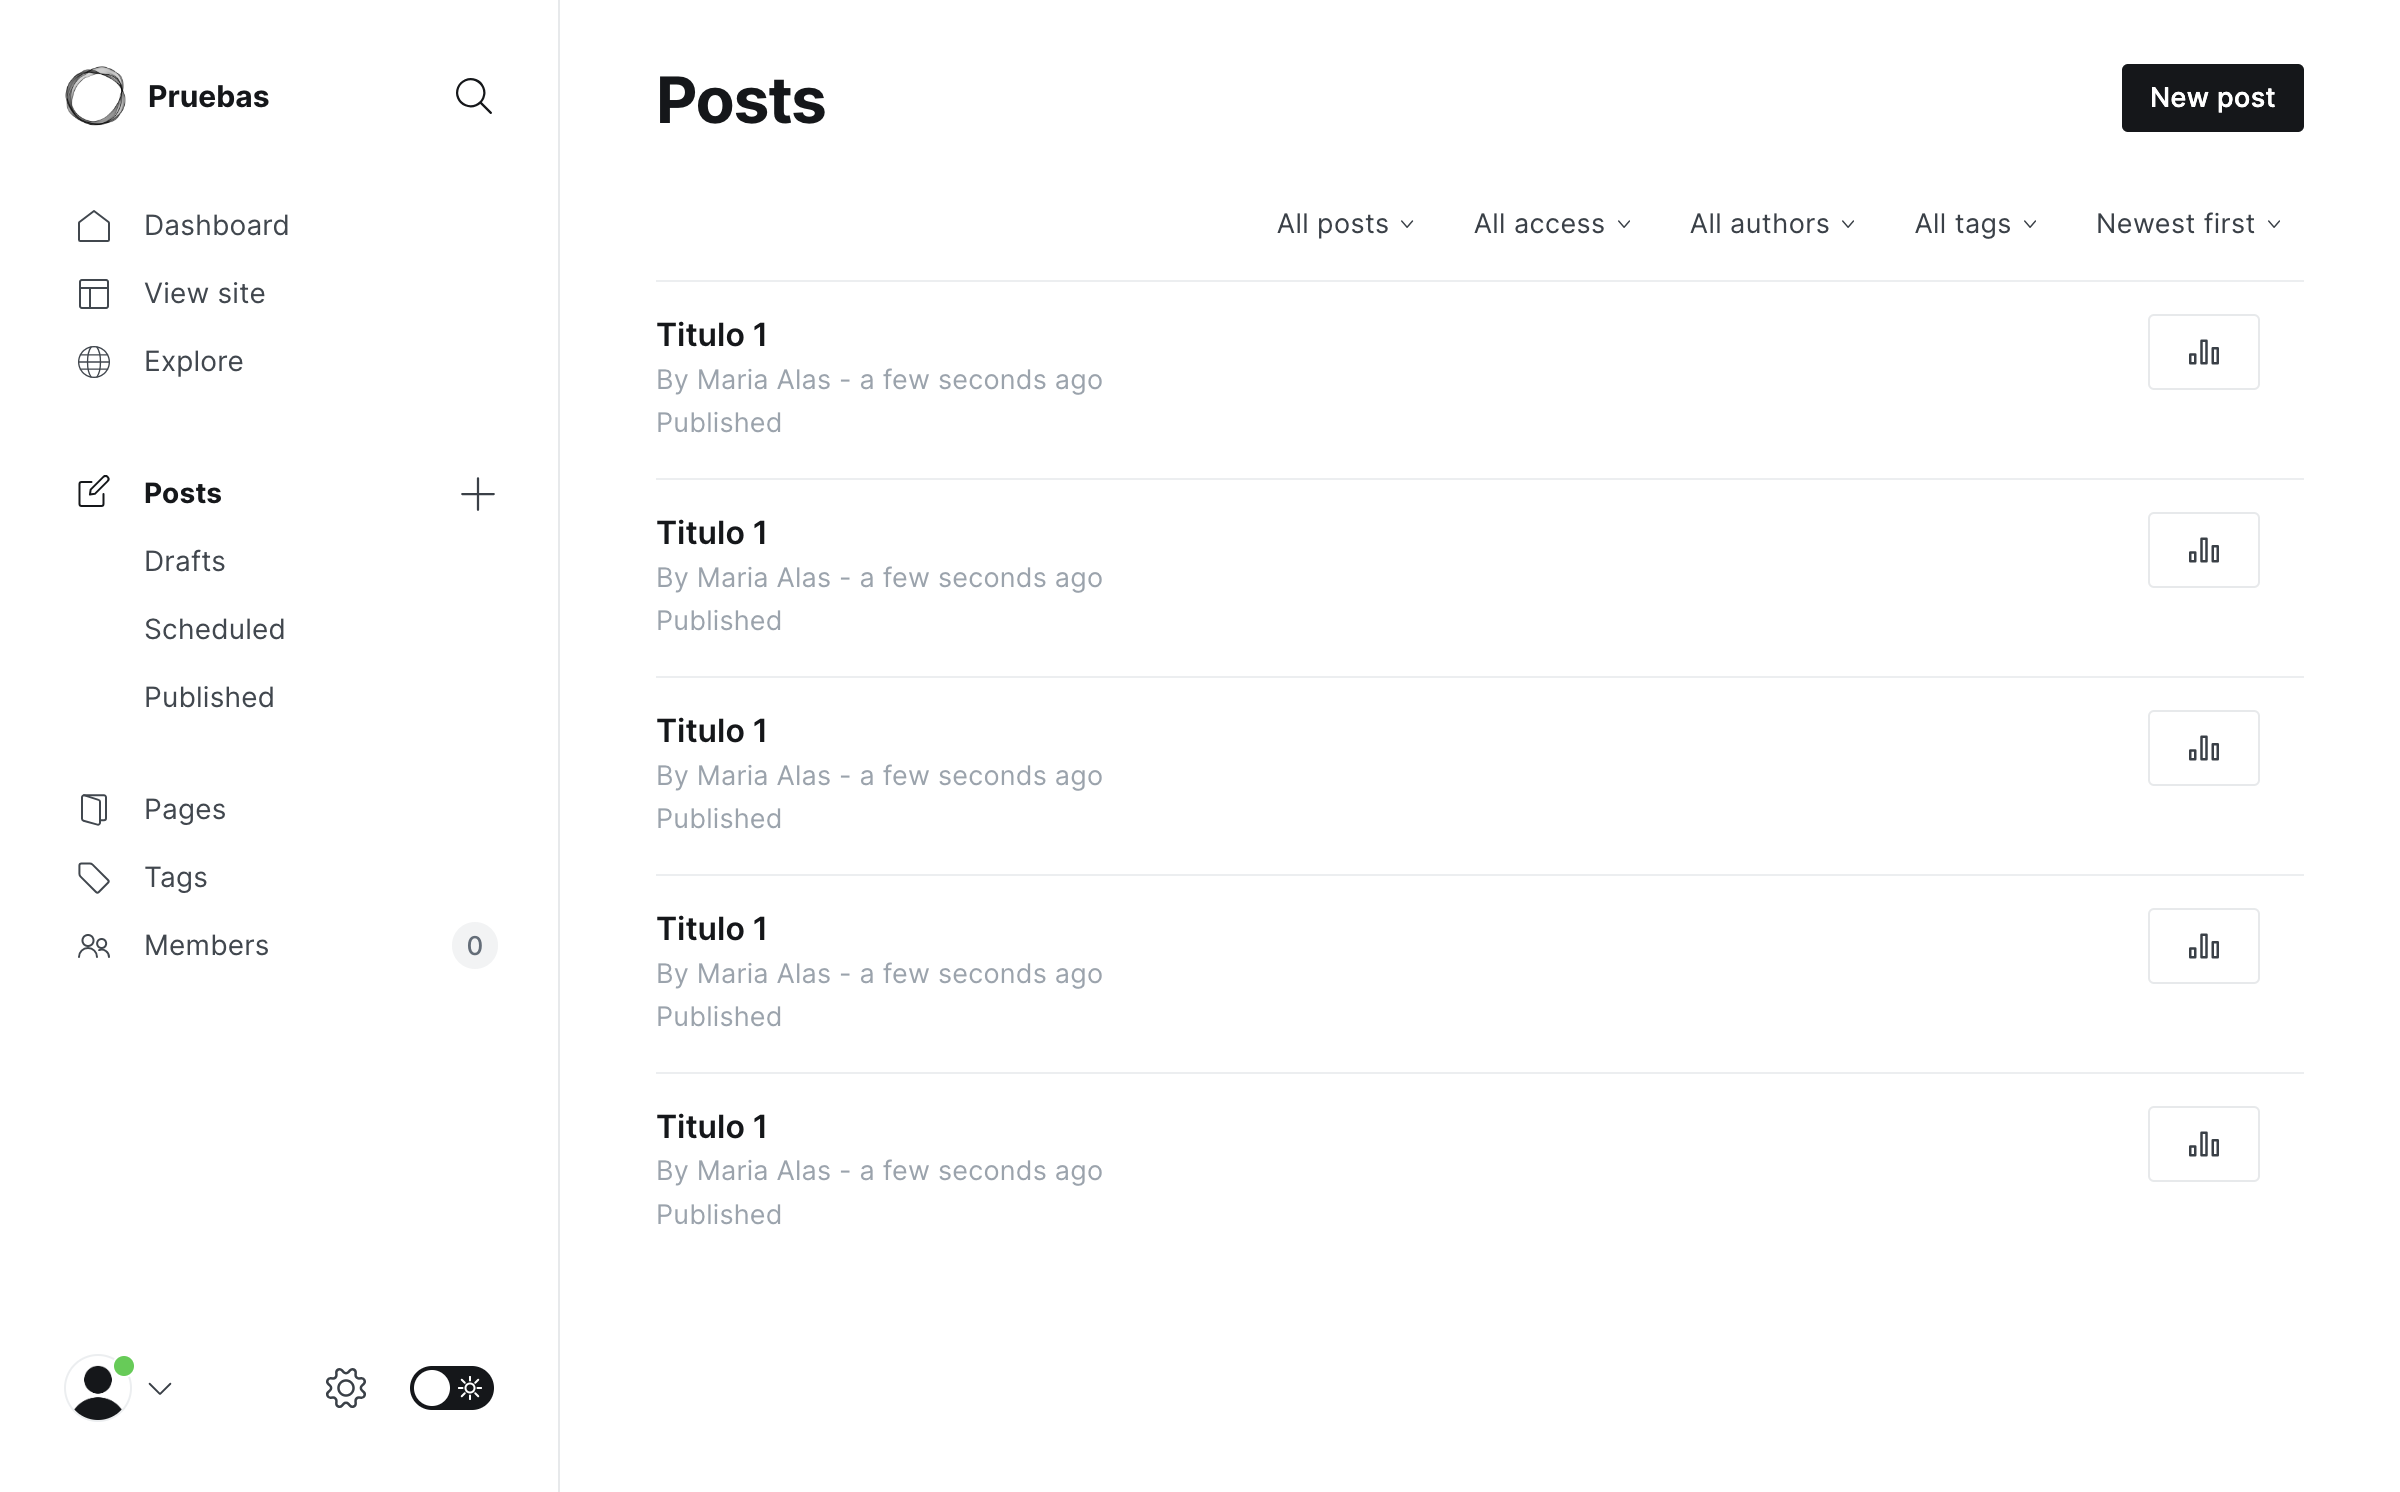 Pruebas
Dashboard
View site
Explore
Posts
Drafts
Scheduled
Published
Pages
Tags
Members 0
Posts
New post
All posts All access All authors All tags Newest first
Titulo 1
By Maria Alas - a few seconds ago
Published
Titulo 1
By Maria Alas - a few seconds ago
Published
Titulo 1
By Maria Alas - a few seconds ago
Published
Titulo 1
By Maria Alas - a few seconds ago
Published
Titulo 1
By Maria Alas - a few seconds ago
Published